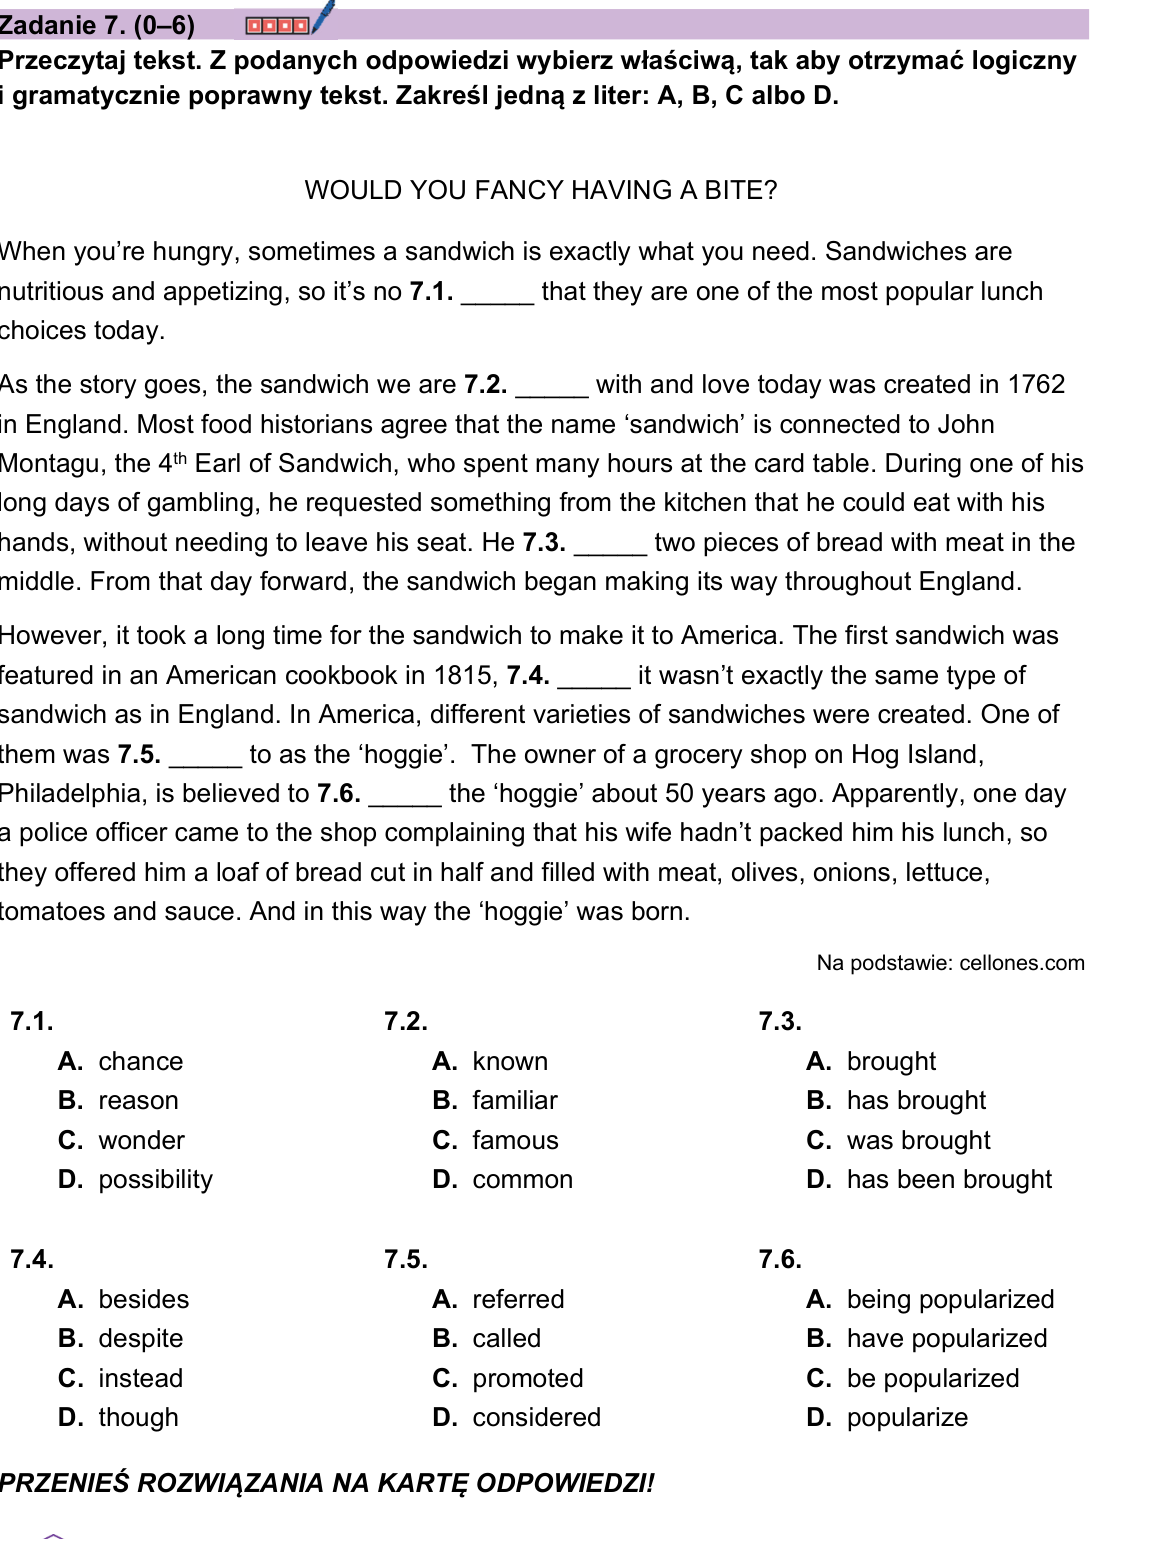 Zadanie 7. (0–6)
Przeczytaj tekst. Z podanych odpowiedzi wybierz właściwą, tak aby otrzymać logiczny
i gramatycznie poprawny tekst. Zakreśl jedną z liter: A, B, C albo D.
WOULD YOU FANCY HAVING A BITE?
When you’re hungry, sometimes a sandwich is exactly what you need. Sandwiches are
nutritious and appetizing, so it’s no 7.1. _____ that they are one of the most popular lunch
choices today.
As the story goes, the sandwich we are 7.2. _____ with and love today was created in 1762
in England. Most food historians agree that the name ‘sandwich’ is connected to John
Montagu, the 4th Earl of Sandwich, who spent many hours at the card table. During one of his
long days of gambling, he requested something from the kitchen that he could eat with his
hands, without needing to leave his seat. He 7.3. _____ two pieces of bread with meat in the
middle. From that day forward, the sandwich began making its way throughout England.
However, it took a long time for the sandwich to make it to America. The first sandwich was
featured in an American cookbook in 1815, 7.4. _____ it wasn’t exactly the same type of
sandwich as in England. In America, different varieties of sandwiches were created. One of
them was 7.5. _____ to as the ‘hoggie’. The owner of a grocery shop on Hog Island,
Philadelphia, is believed to 7.6. _____ the ‘hoggie’ about 50 years ago. Apparently, one day
a police officer came to the shop complaining that his wife hadn’t packed him his lunch, so
they offered him a loaf of bread cut in half and filled with meat, olives, onions, lettuce,
tomatoes and sauce. And in this way the ‘hoggie’ was born.
Na podstawie: cellones.com
7.1.
A. chance
B. reason
C. wonder
D. possibility
7.2.
A. known
B. familiar
C. famous
D. common
7.3.
A. brought
B. has brought
C. was brought
D. has been brought
7.4.
A. besides
B. despite
C. instead
D. though
7.5.
A. referred
B. called
C. promoted
D. considered
7.6.
A. being popularized
B. have popularized
C. be popularized
D. popularize
PRZENIEŚ ROZWIĄZANIA NA KARTĘ ODPOWIEDZI!